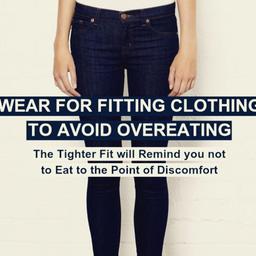 WEAR FOR FITTING CLOTHING
TO AVOID OVEREATING
The Tighter Fit will Remind you not
to Eat to the Point of Discomfort